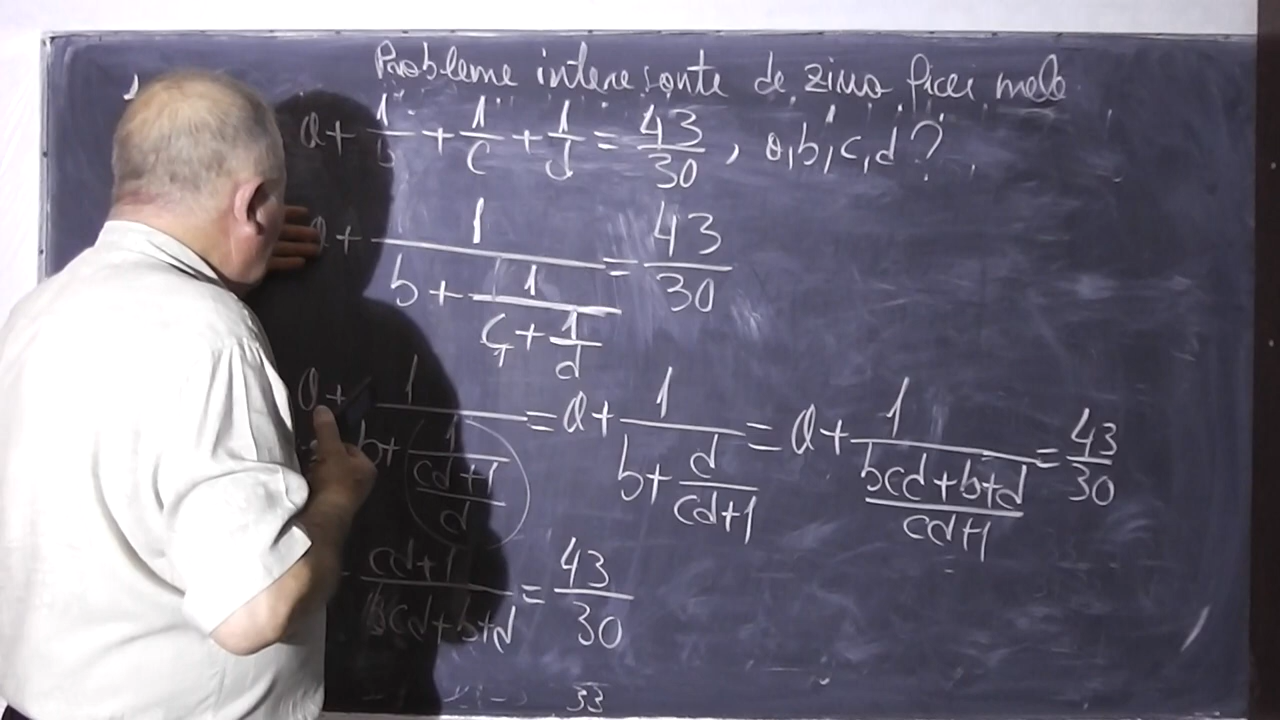 Probleme interesante de ziua ficei mele
a + 1/b + 1/c + 1/d = 43/30, a,b,c,d?
a + 1/(b + 1/(c + 1/d)) = 43/30
a + 1/(b + 1/((cd+1)/d)) = a + 1/(b + d/(cd+1)) = a + 1/((bcd+b+d)/(cd+1)) = 43/30
(cd+1)/(bcd+b+d) = 43/30